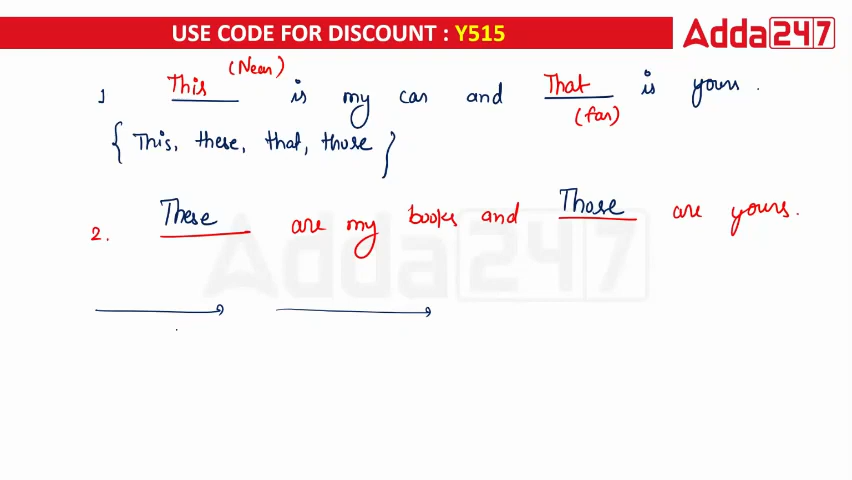 USE CODE FOR DISCOUNT : Y515
Adda247
1 This (Near) is my car and That (far) is yours.
{This, these, that, those}
2. These are my books and Those are yours.
Adda247